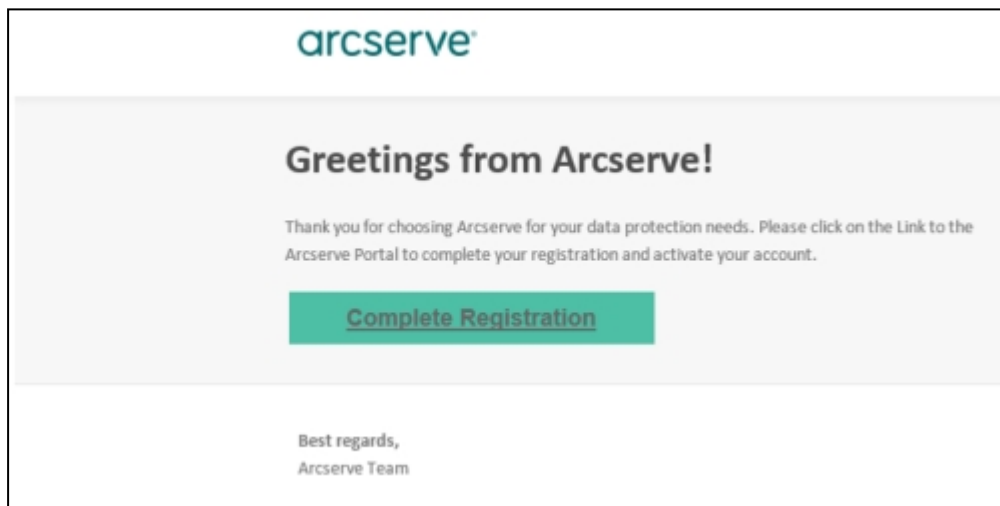 arcserve
Greetings from Arcserve!
Thank you for choosing Arcserve for your data protection needs. Please click on the Link to the
Arcserve Portal to complete your registration and activate your account.
Complete Registration
Best regards,
Arcserve Team